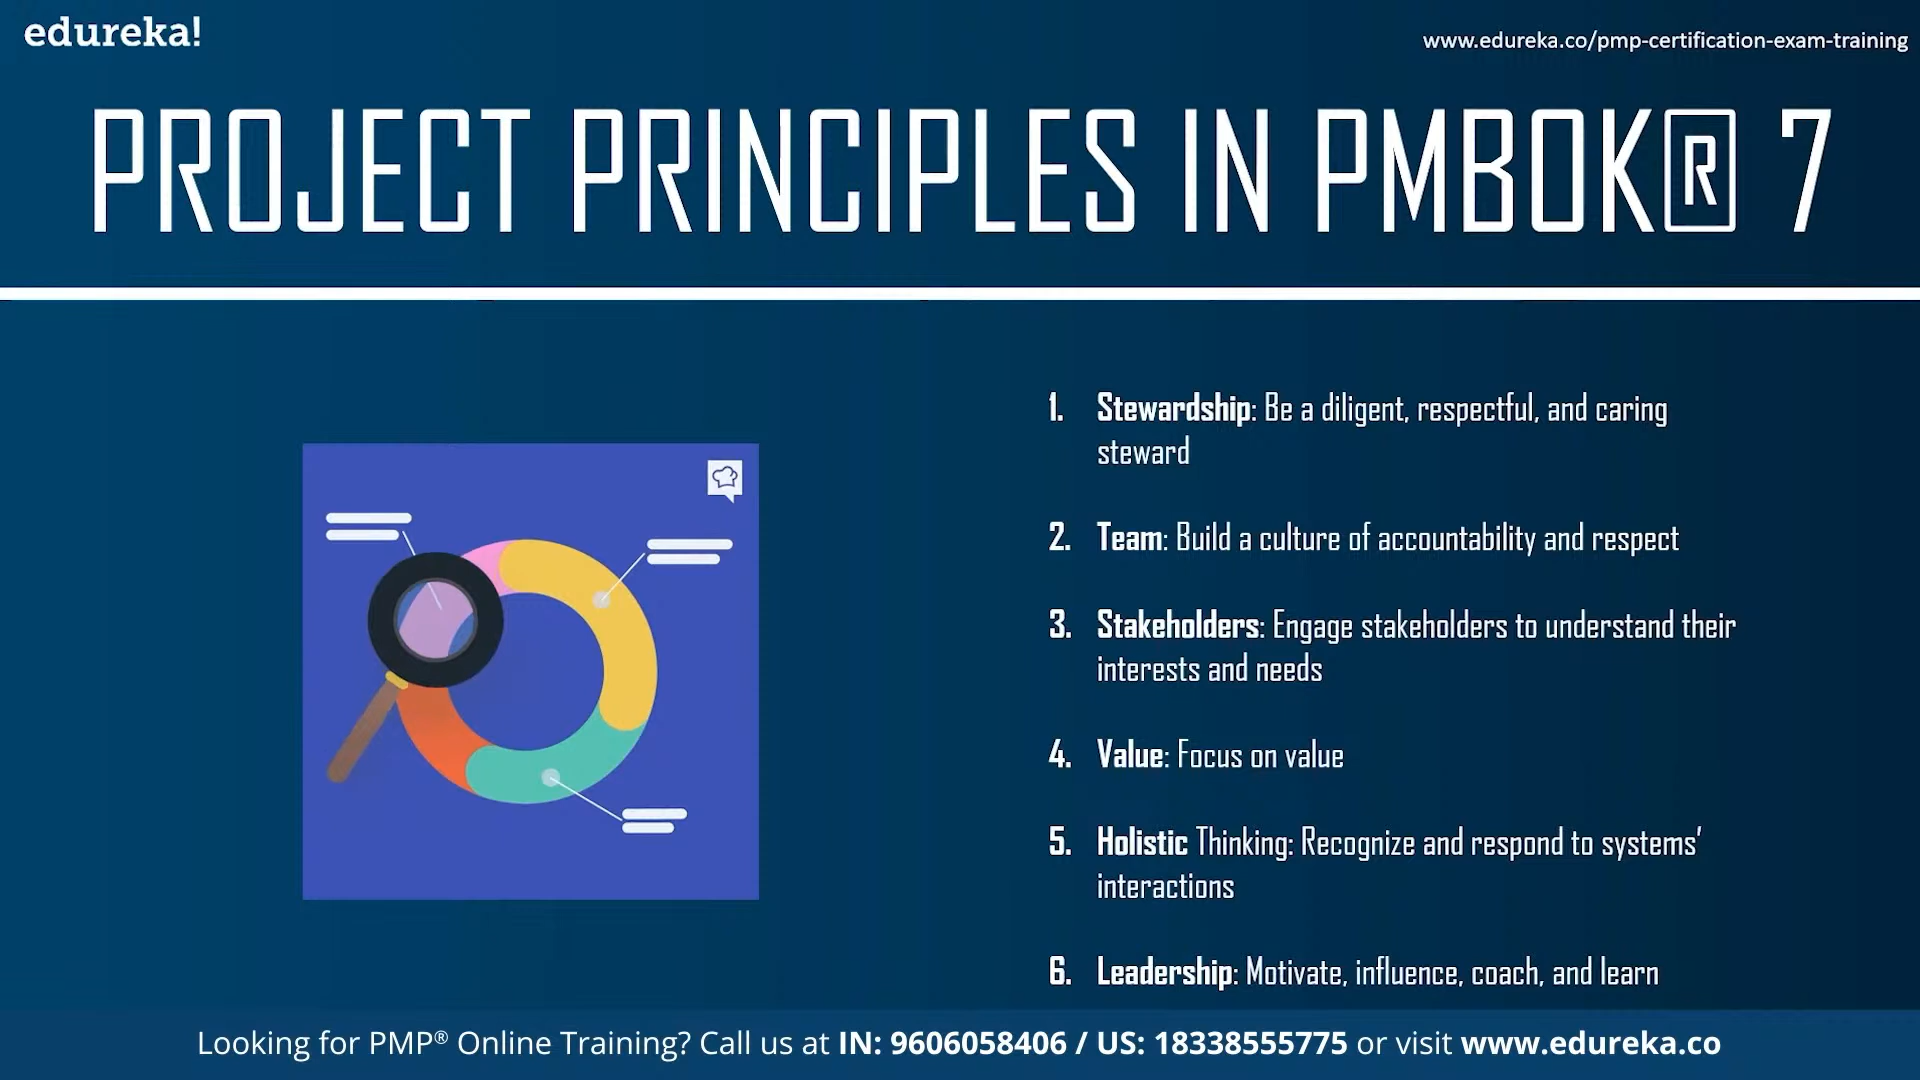 edureka!
www.edureka.co/pmp-certification-exam-training
PROJECT PRINCIPLES IN PMBOK® 7
1. Stewardship: Be a diligent, respectful, and caring
steward
2. Team: Build a culture of accountability and respect
3. Stakeholders: Engage stakeholders to understand their
interests and needs
4. Value: Focus on value
5. Holistic Thinking: Recognize and respond to systems’
interactions
6. Leadership: Motivate, influence, coach, and learn
Looking for PMP® Online Training? Call us at IN: 9606058406 / US: 18338555775 or visit www.edureka.co